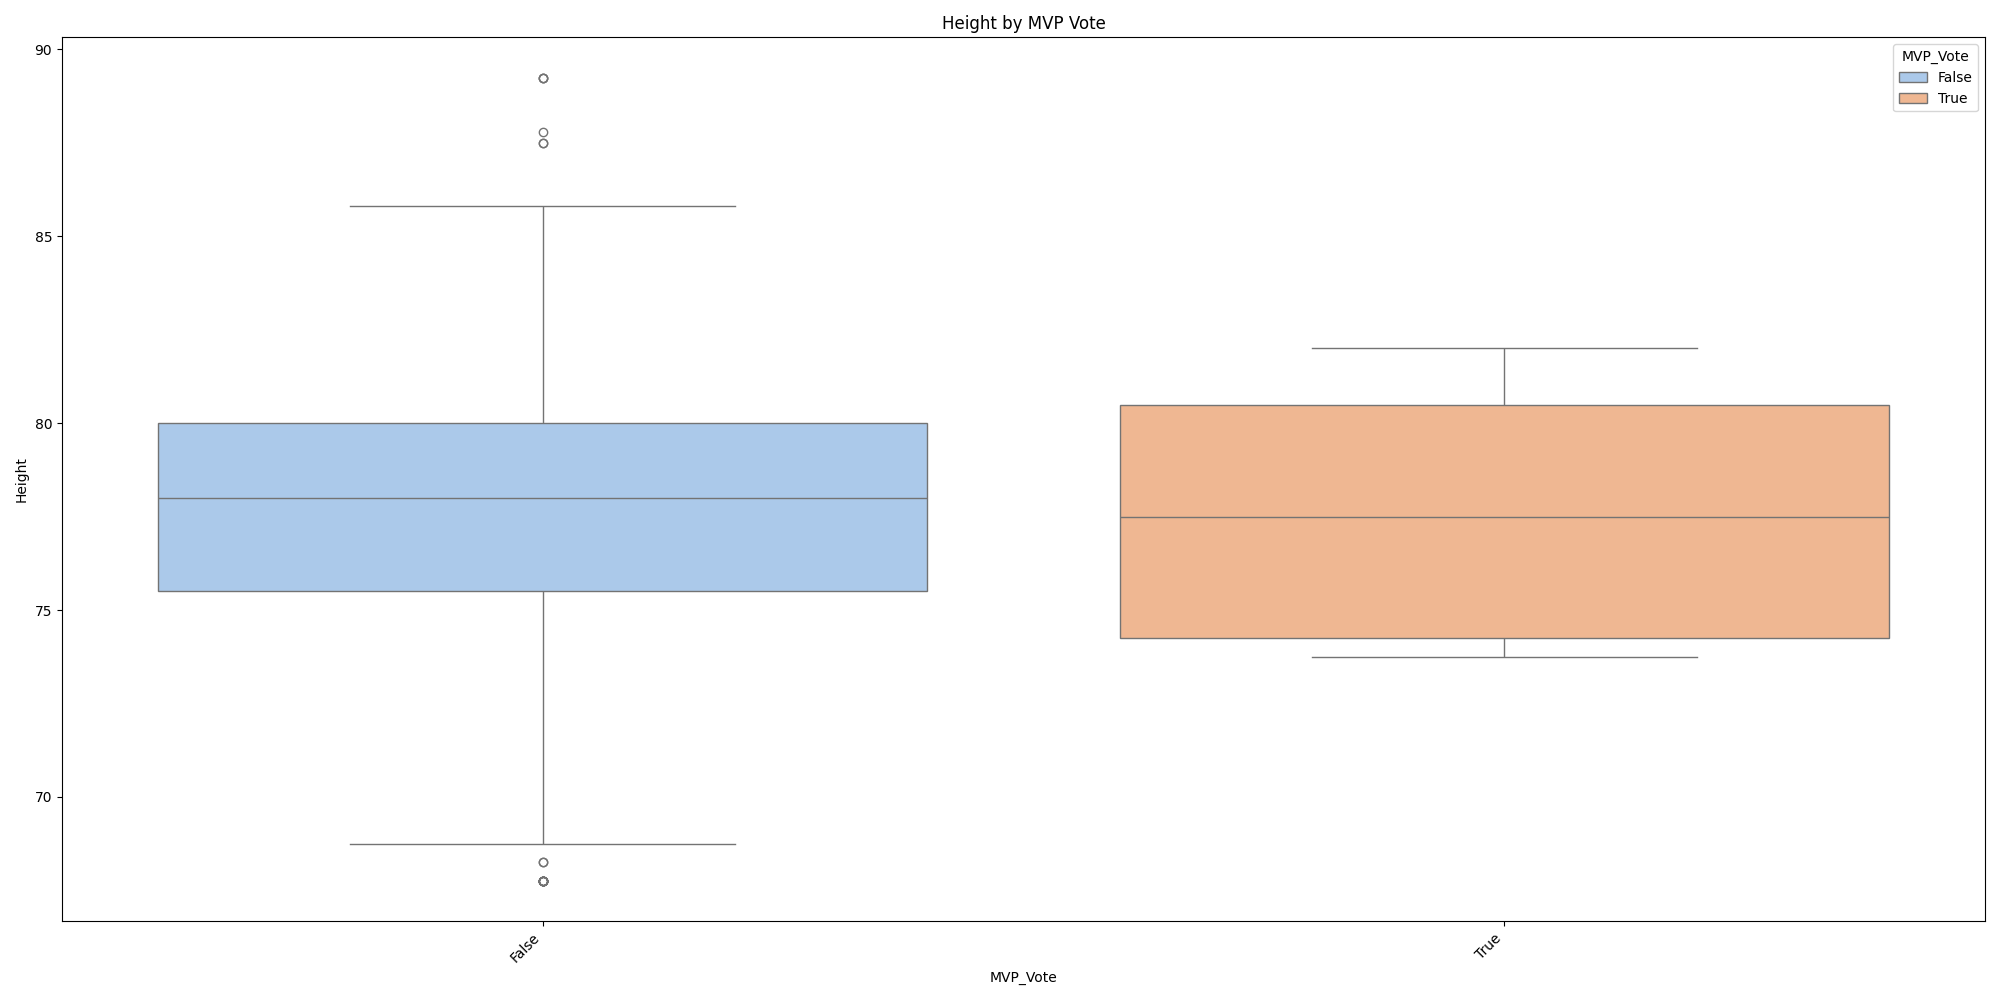 Height by MVP Vote
MVP_Vote
False
True
90
85
80
75
70
Height
False
True
MVP_Vote